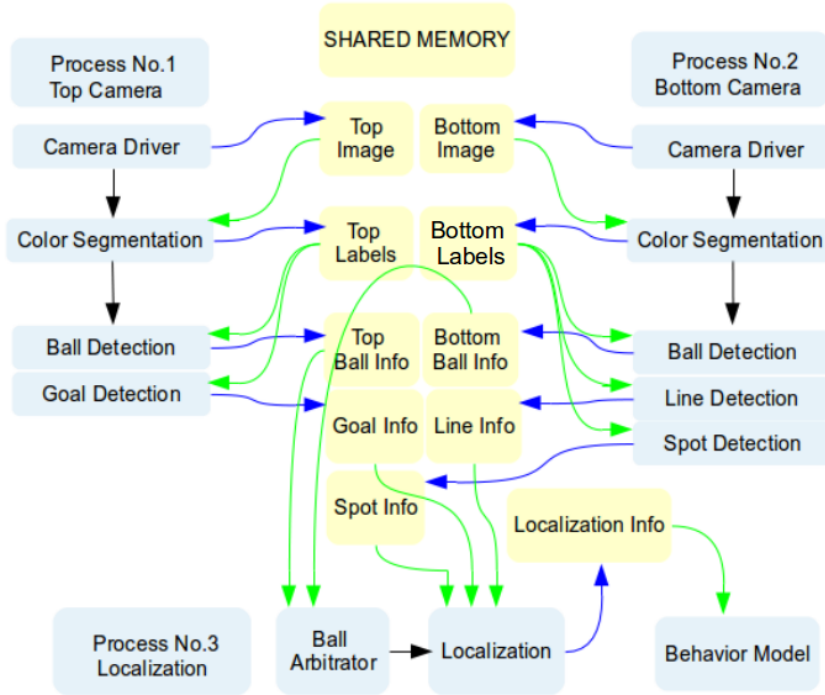 SHARED MEMORY
Process No.1
Top Camera
Process No.2
Bottom Camera
Camera Driver
Top
Image
Bottom
Image
Camera Driver
Color Segmentation
Top
Labels
Bottom
Labels
Color Segmentation
Ball Detection
Top
Ball Info
Bottom
Ball Info
Ball Detection
Goal Detection
Goal Info
Line Info
Line Detection
Spot Detection
Spot Info
Localization Info
Process No.3
Localization
Ball
Arbitrator
Localization
Behavior Model